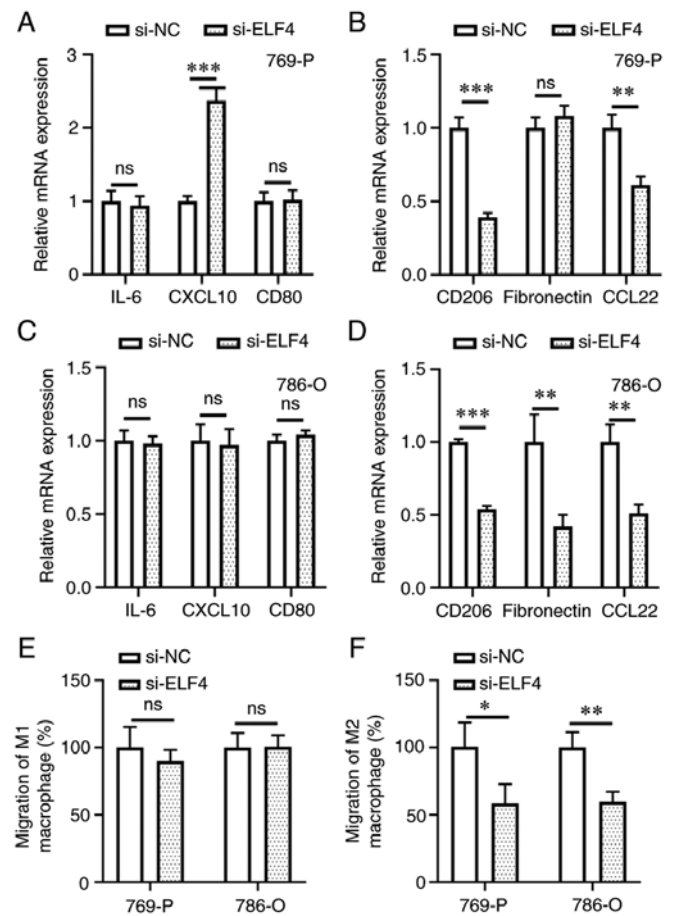 A
si-NC si-ELF4
769-P
Relative mRNA expression
3
2
1
0
ns
***
ns
IL-6 CXCL10 CD80
B
si-NC si-ELF4
769-P
Relative mRNA expression
1.5
1.0
0.5
0.0
***
ns
**
CD206 Fibronectin CCL22
C
si-NC si-ELF4
786-O
Relative mRNA expression
1.5
1.0
0.5
0.0
ns
ns
ns
IL-6 CXCL10 CD80
D
si-NC si-ELF4
786-O
Relative mRNA expression
1.5
1.0
0.5
0.0
***
**
**
CD206 Fibronectin CCL22
E
si-NC
si-ELF4
Migration of M1
macrophage (%)
150
100
50
0
ns
ns
769-P 786-O
F
si-NC
si-ELF4
Migration of M2
macrophage (%)
150
100
50
0
*
**
769-P 786-O